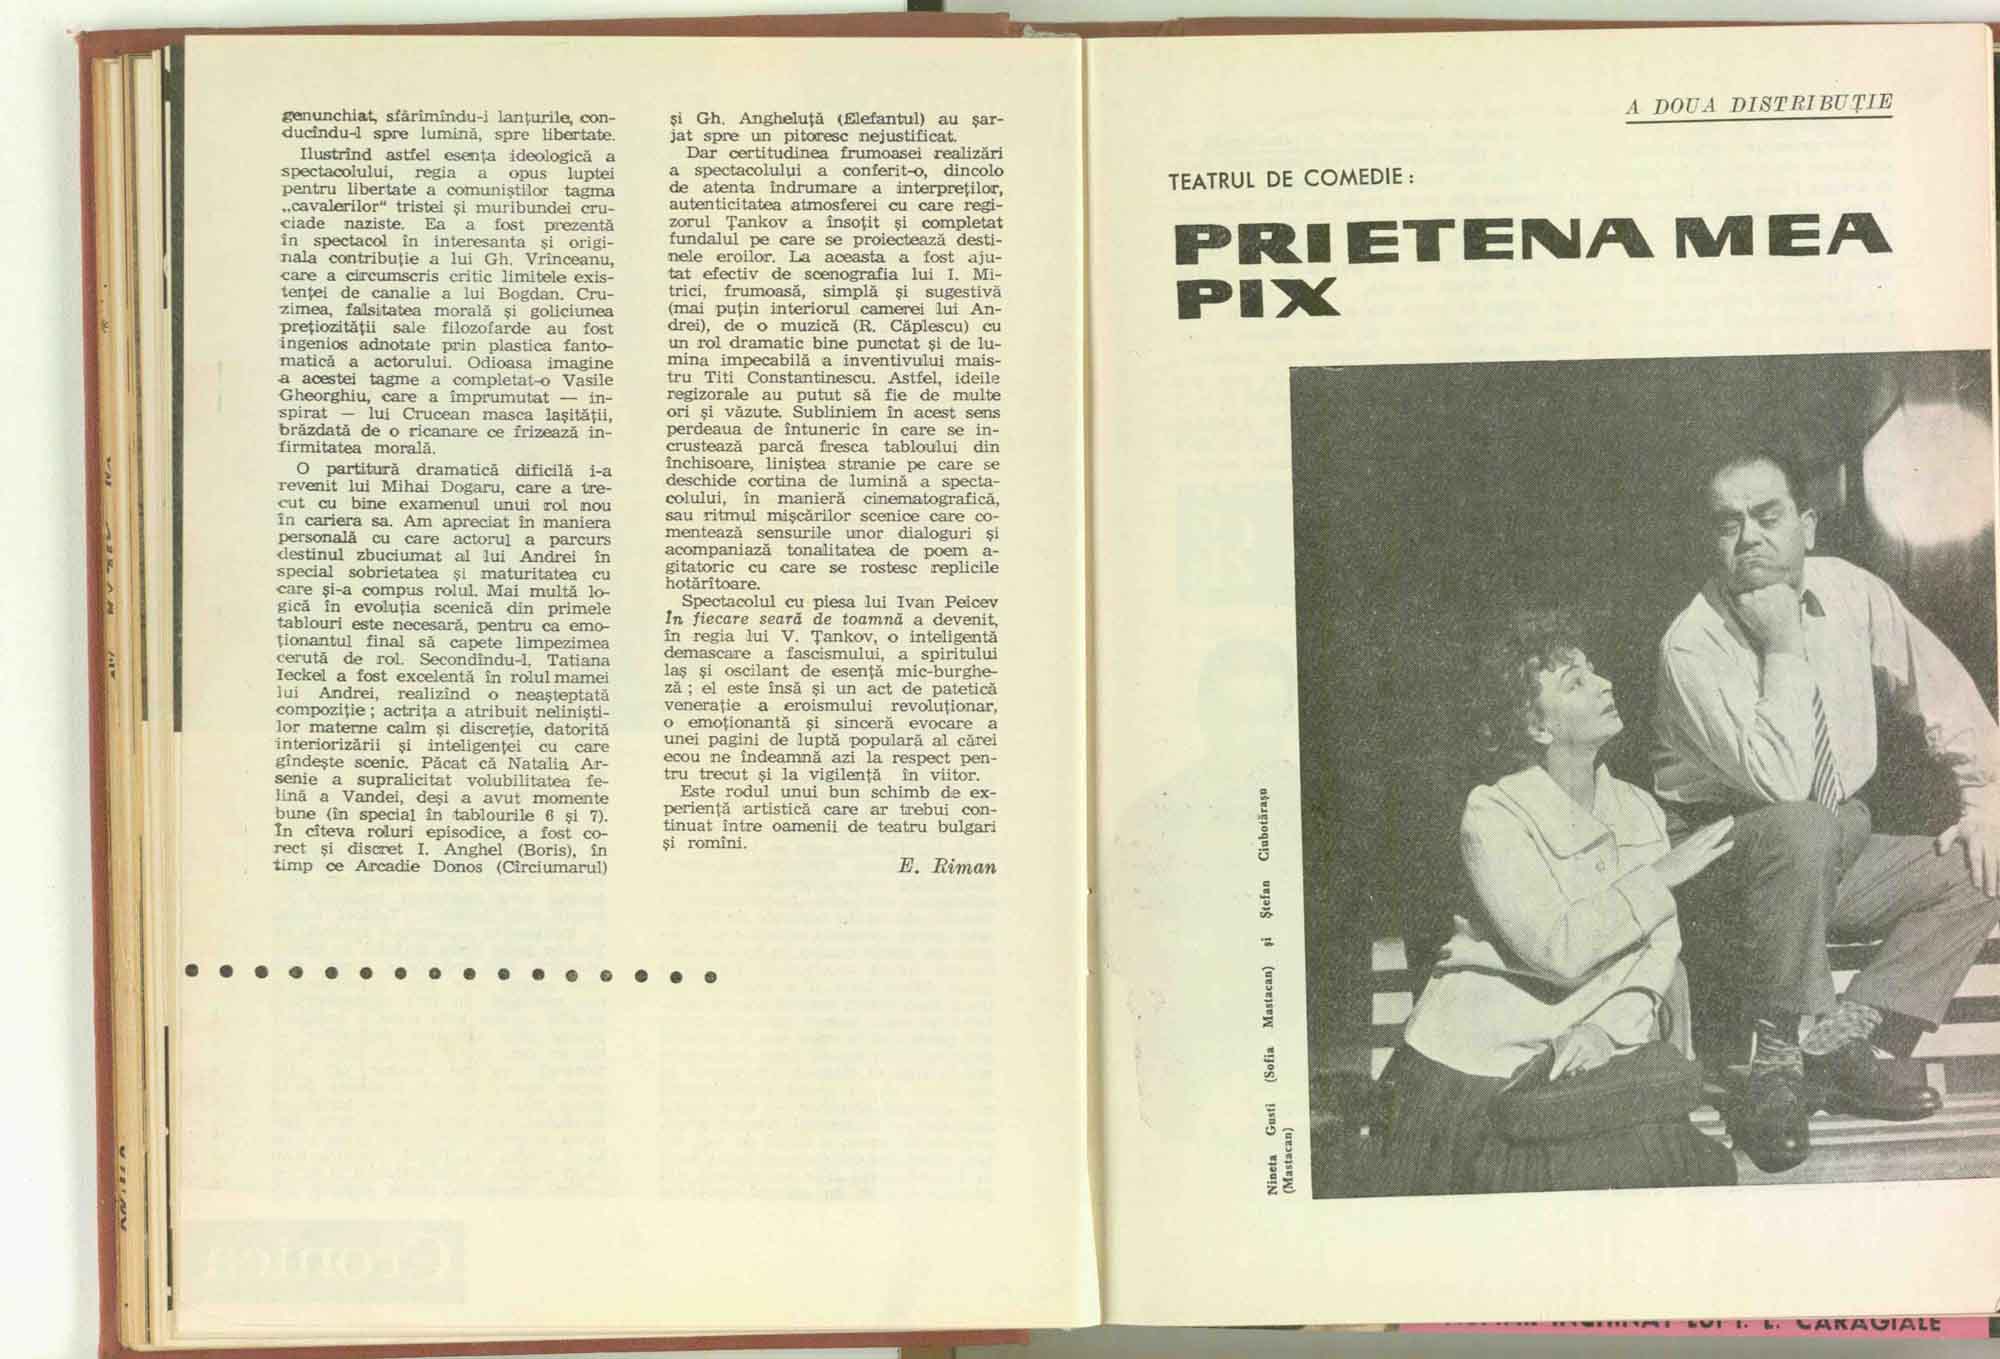 genunchiat, sfărîmîndu-i lanțurile, con-
ducîndu-l spre lumină, spre libertate.
Ilustrînd astfel esența ideologică a
spectacolului, regia a opus luptei
pentru libertate a comuniștilor tagma
„cavalerilor“ tristei și muribundei cru-
ciade naziste. Ea a fost prezentă
în spectacol în interesanta și origi-
nala contribuție a lui Gh. Vrînceanu,
care a circumscris critic limitele exis-
tenței de canalie a lui Bogdan. Cru-
zimea, falsitatea morală și goliciunea
prețiozității sale filozofarde au fost
ingenios adnotate prin plastica fanto-
matică a actorului. Odioasa imagine
a acestei tagme a completat-o Vasile
Gheorghiu, care a împrumutat — in-
spirat — lui Crucean masca lașității,
brăzdată de o ricanare ce frizează in-
firmitatea morală.
O partitură dramatică dificilă i-a
revenit lui Mihai Dogaru, care a tre-
cut cu bine examenul unui rol nou
în cariera sa. Am apreciat în maniera
personală cu care actorul a parcurs
destinul zbuciumat al lui Andrei în
special sobrietatea și maturitatea cu
care și-a compus rolul. Mai multă lo-
gică în evoluția scenică din primele
tablouri este necesară, pentru ca emo-
ționantul final să capete limpezimea
cerută de rol. Secondîndu-l, Tatiana
Ieckel a fost excelentă în rolul mamei
lui Andrei, realizînd o neașteptată
compoziție ; actrița a atribuit neliniști-
lor materne calm și discreție, datorită
interiorizării și inteligenței cu care
gîndește scenic. Păcat că Natalia Ar-
senie a supralicitat volubilitatea fe-
lină a Vandei, deși a avut momente
bune (în special în tablourile 6 și 7).
În cîteva roluri episodice, a fost co-
rect și discret I. Anghel (Boris), în
timp ce Arcadie Donos (Cîrciumarul)
și Gh. Angheluță (Elefantul) au șar-
jat spre un pitoresc nejustificat.
Dar certitudinea frumoasei realizări
a spectacolului a conferit-o, dincolo
de atenta îndrumare a interpreților,
autenticitatea atmosferei cu care regi-
zorul Țankov a însoțit și completat
fundalul pe care se proiectează desti-
nele eroilor. La aceasta a fost aju-
tat efectiv de scenografia lui I. Mi-
trici, frumoasă, simplă și sugestivă
(mai puțin interiorul camerei lui An-
drei), de o muzică (R. Căplescu) cu
un rol dramatic bine punctat și de lu-
mina impecabilă a inventivului mais-
tru Titi Constantinescu. Astfel, ideile
regizorale au putut să fie de multe
ori și văzute. Subliniem în acest sens
perdeaua de întuneric în care se in-
crustează parcă fresca tabloului din
închisoare, liniștea stranie pe care se
deschide cortina de lumină a specta-
colului, în manieră cinematografică,
sau ritmul mișcărilor scenice care co-
mentează sensurile unor dialoguri și
acompaniază tonalitatea de poem a-
gitatoric cu care se rostesc replicile
hotărîtoare.
Spectacolul cu piesa lui Ivan Peicev
În fiecare seară de toamnă a devenit,
în regia lui V. Țankov, o inteligentă
demascare a fascismului, a spiritului
laș și oscilant de esență mic-burghe-
ză ; el este însă și un act de patetică
venerație a eroismului revoluționar,
o emoționantă și sinceră evocare a
unei pagini de luptă populară al cărei
ecou ne îndeamnă azi la respect pen-
tru trecut și la vigilență în viitor.
Este rodul unui bun schimb de ex-
periență artistică care ar trebui con-
tinuat între oamenii de teatru bulgari
și romîni.
E. Riman
A DOUA DISTRIBUȚIE
TEATRUL DE COMEDIE :
PRIETENA MEA
PIX
Nineta Gusti (Sofia Mastacan) și Ștefan Ciubotărașu
(Mastacan)
ÎNCHINAT LUI I. L. CARAGIALE